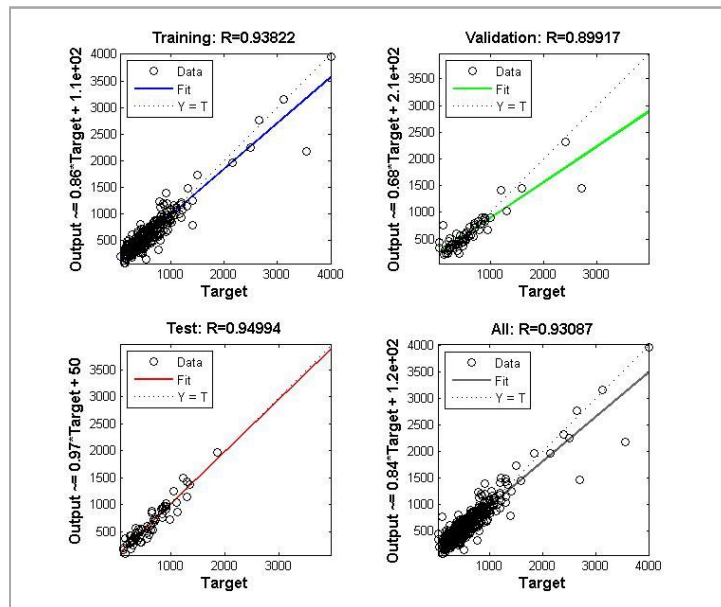 Training: R=0.93822
Output ~= 0.86*Target + 1.1e+02
4000
3500
3000
2500
2000
1500
1000
500
Data
Fit
Y = T
1000 2000 3000 4000
Target
Validation: R=0.89917
Output ~= 0.68*Target + 2.1e+02
3500
3000
2500
2000
1500
1000
500
Data
Fit
Y = T
1000 2000 3000
Target
Test: R=0.94994
Output ~= 0.97*Target + 50
3500
3000
2500
2000
1500
1000
500
Data
Fit
Y = T
1000 2000 3000
Target
All: R=0.93087
Output ~= 0.84*Target + 1.2e+02
4000
3500
3000
2500
2000
1500
1000
500
Data
Fit
Y = T
1000 2000 3000 4000
Target